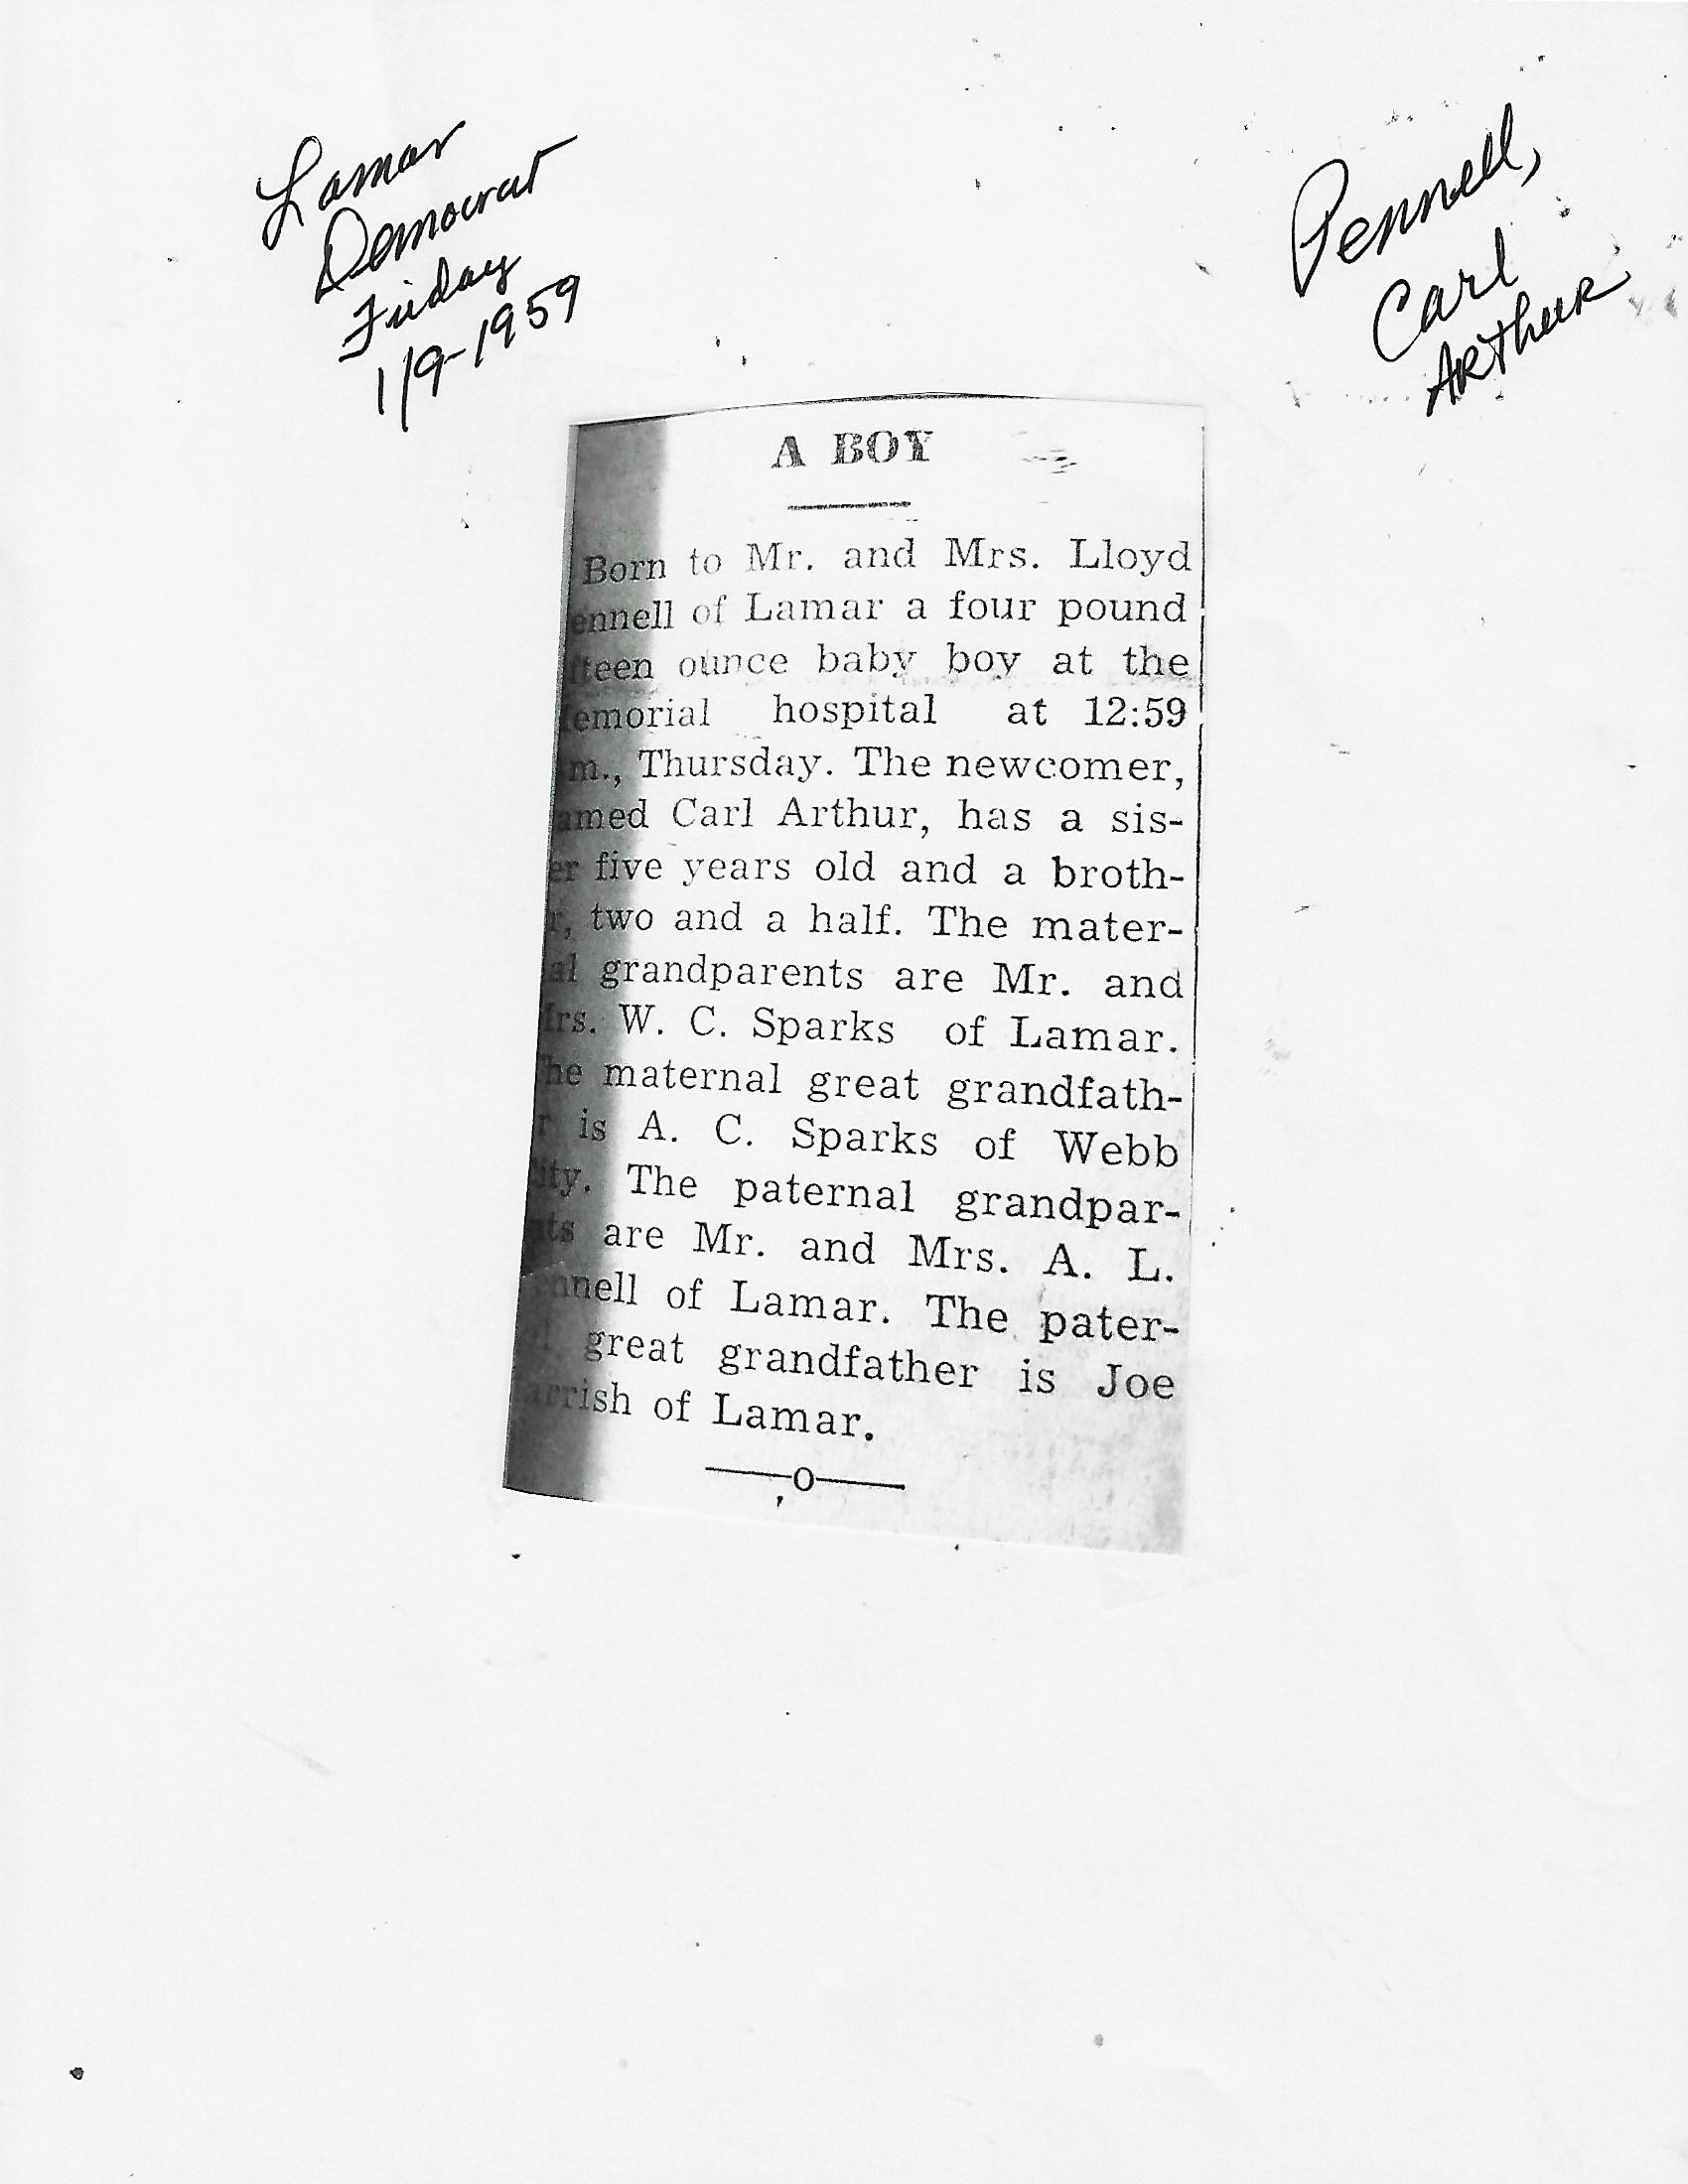 Lamar
Democrat
Friday
1/9-1959
Pennell,
Carl
Arthur
A BOY
Born to Mr. and Mrs. Lloyd
ennell of Lamar a four pound
fteen ounce baby boy at the
emorial hospital at 12:59
m., Thursday. The newcomer,
amed Carl Arthur, has a sis-
er five years old and a broth-
r, two and a half. The mater-
al grandparents are Mr. and
rs. W. C. Sparks of Lamar.
he maternal great grandfath-
r is A. C. Sparks of Webb
ity. The paternal grandpar-
ts are Mr. and Mrs. A. L.
nnell of Lamar. The pater-
l great grandfather is Joe
arrish of Lamar.
—o—